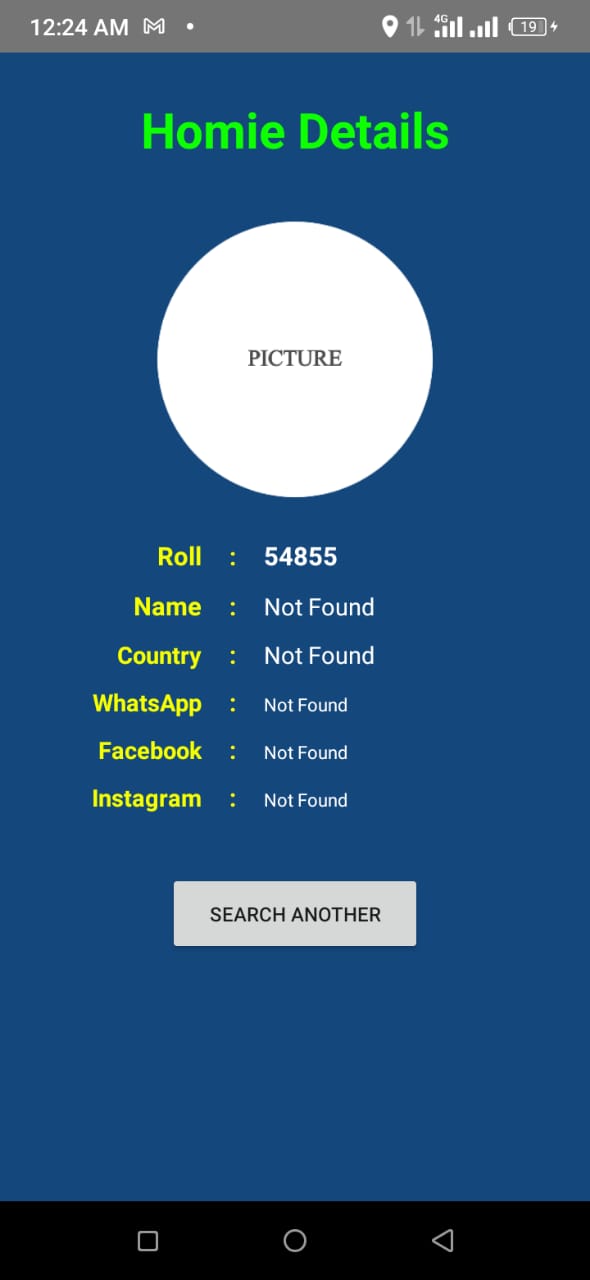 12:24 AM
4G
19
Homie Details
PICTURE
Roll : 54855
Name : Not Found
Country : Not Found
WhatsApp : Not Found
Facebook : Not Found
Instagram : Not Found
SEARCH ANOTHER